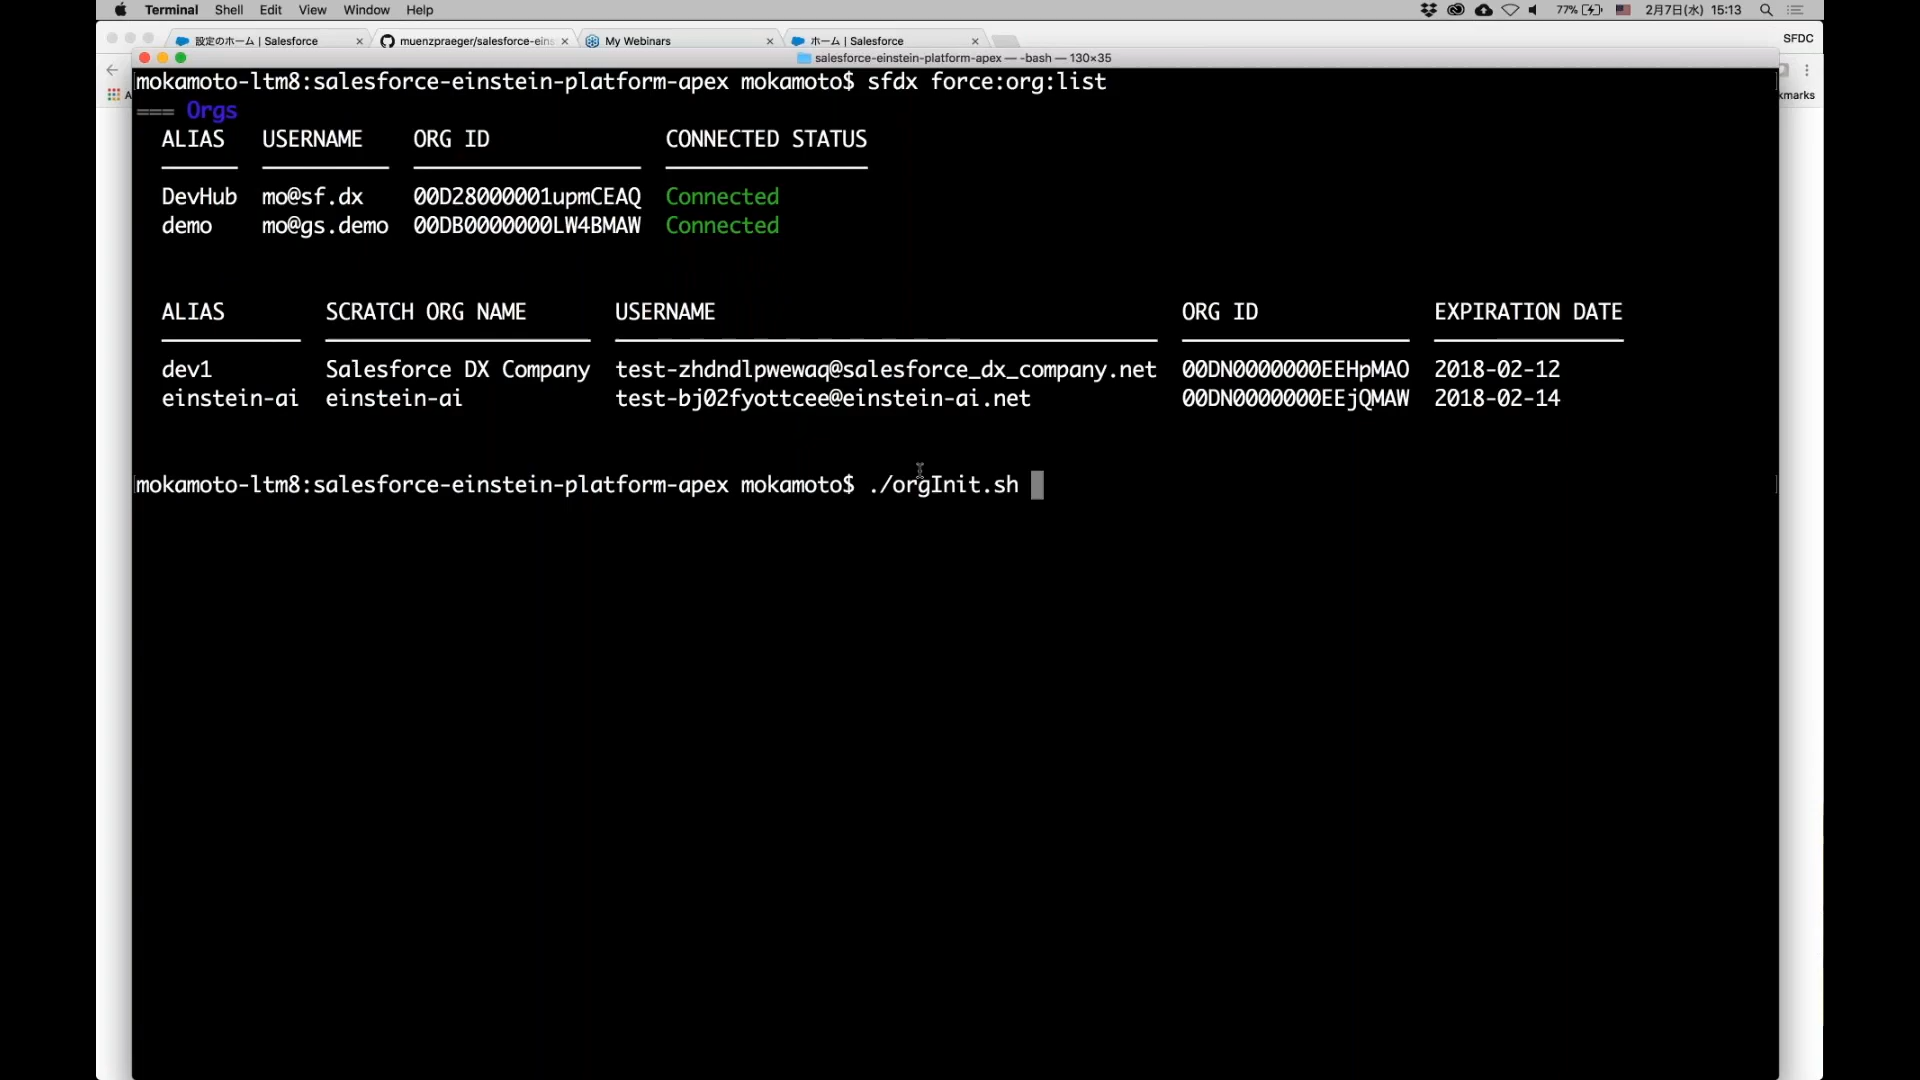 Terminal Shell Edit View Window Help 77% 2月7日(水) 15:13
設定のホーム | Salesforce muenzpraeger/salesforce-eins My Webinars ホーム | Salesforce SFDC
salesforce-einstein-platform-apex — -bash — 130×35
mokamoto-ltm8:salesforce-einstein-platform-apex mokamoto$ sfdx force:org:list
=== Orgs
ALIAS USERNAME ORG ID CONNECTED STATUS
DevHub mo@sf.dx 00D28000001upmCEAQ Connected
demo mo@gs.demo 00DB0000000LW4BMAW Connected
ALIAS SCRATCH ORG NAME USERNAME ORG ID EXPIRATION DATE
dev1 Salesforce DX Company test-zhdndlpwewaq@salesforce_dx_company.net 00DN0000000EEHpMAO 2018-02-12
einstein-ai einstein-ai test-bj02fyottcee@einstein-ai.net 00DN0000000EEjQMAW 2018-02-14
mokamoto-ltm8:salesforce-einstein-platform-apex mokamoto$ ./orgInit.sh